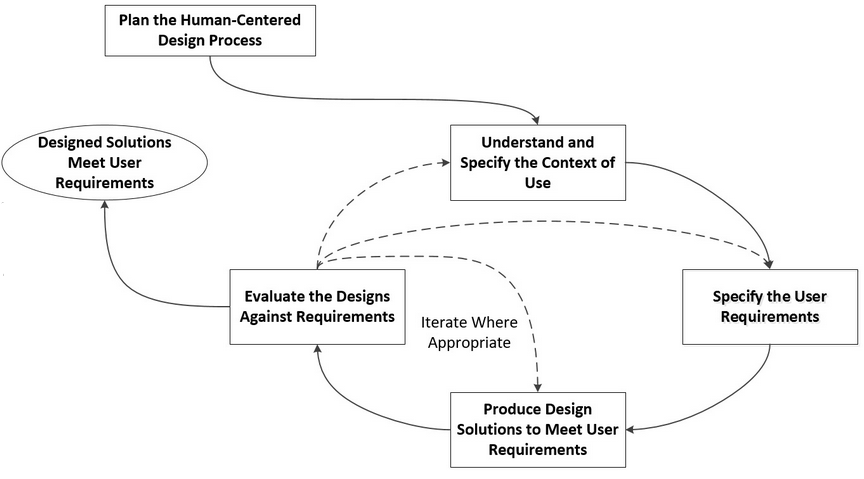 Plan the Human-Centered
Design Process
Designed Solutions
Meet User
Requirements
Understand and
Specify the Context of
Use
Evaluate the Designs
Against Requirements
Specify the User
Requirements
Iterate Where
Appropriate
Produce Design
Solutions to Meet User
Requirements